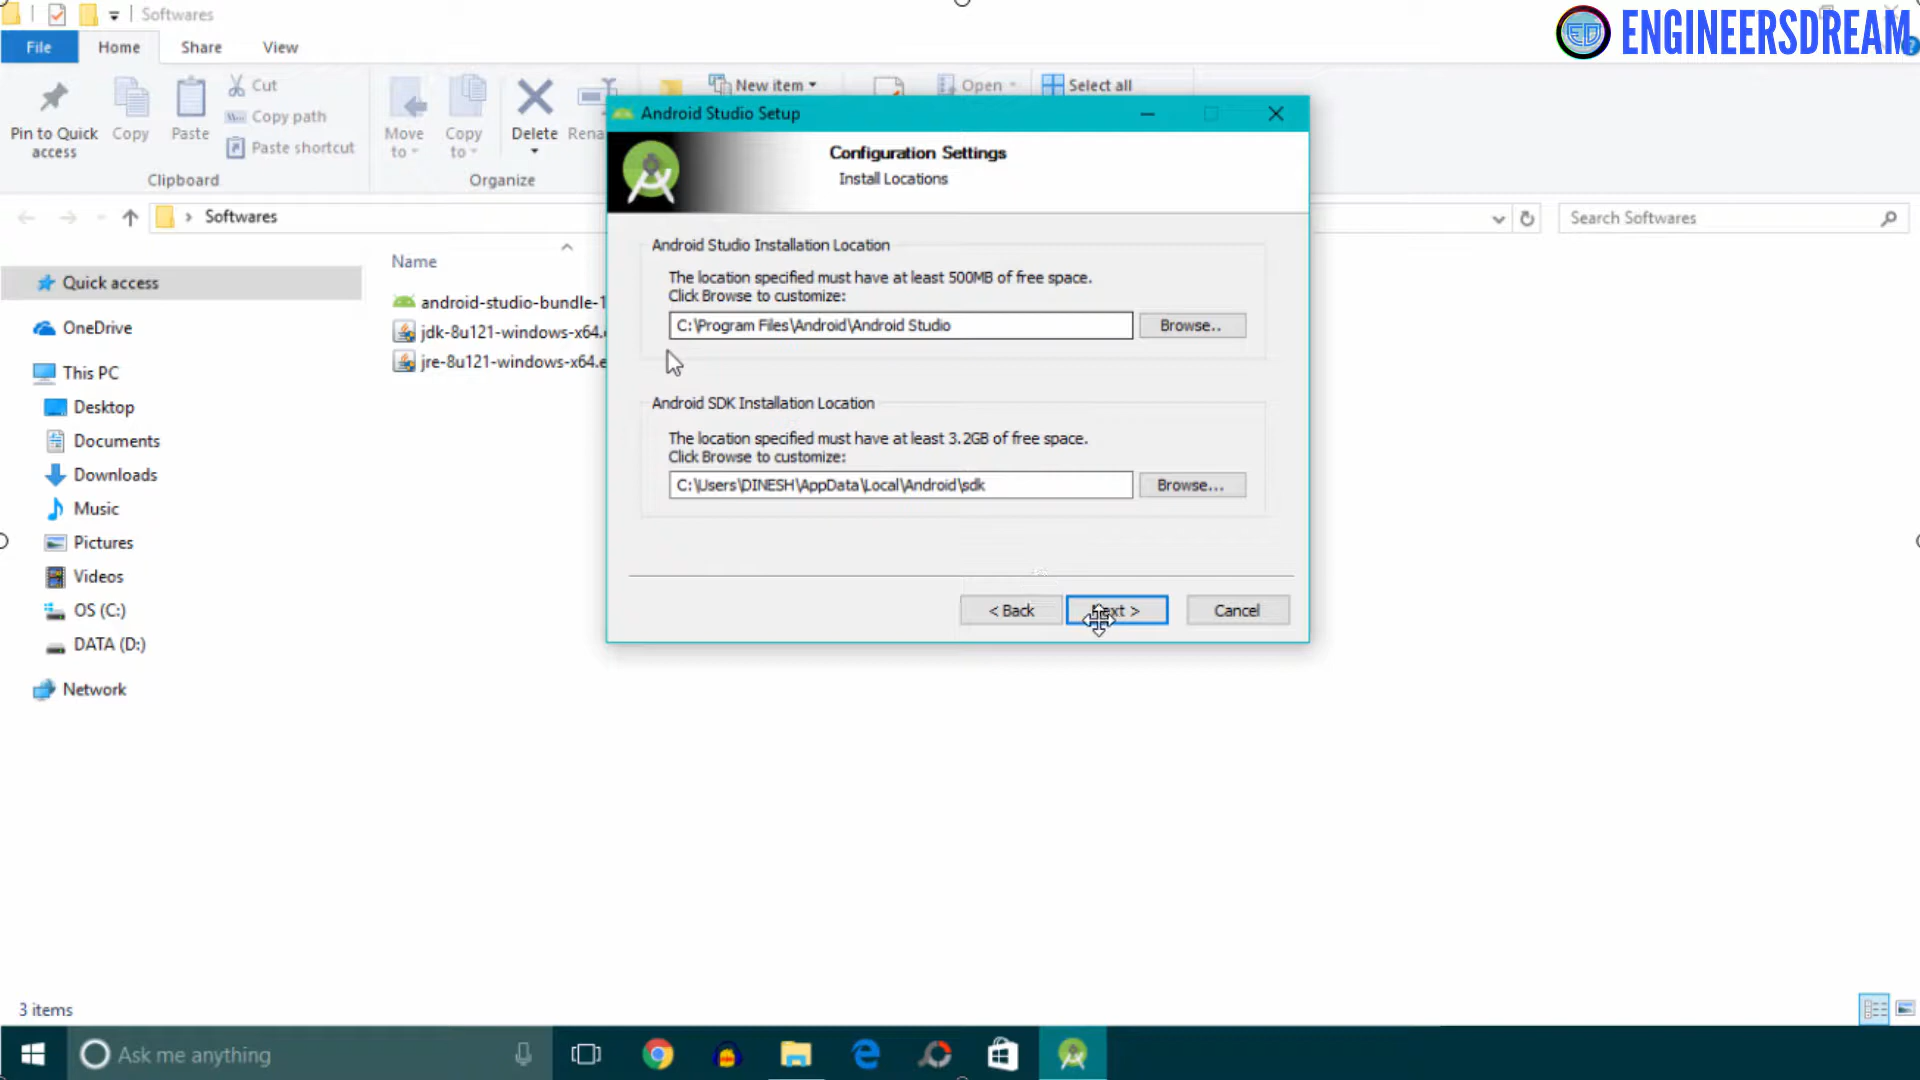 Softwares
ENGINEERSDREAM
File
Home
Share
View
Pin to Quick
access
Copy
Paste
Cut
Copy path
Paste shortcut
Clipboard
Move
to
Copy
to
Delete
Rena
Organize
New item
Open
Select all
Softwares
Search Softwares
Name
android-studio-bundle-1
jdk-8u121-windows-x64.e
jre-8u121-windows-x64.e
Quick access
OneDrive
This PC
Desktop
Documents
Downloads
Music
Pictures
Videos
OS (C:)
DATA (D:)
Network
Android Studio Setup
Configuration Settings
Install Locations
Android Studio Installation Location
The location specified must have at least 500MB of free space.
Click Browse to customize:
C:\Program Files\Android\Android Studio
Browse..
Android SDK Installation Location
The location specified must have at least 3.2GB of free space.
Click Browse to customize:
C:\Users\DINESH\AppData\Local\Android\sdk
Browse...
< Back
Next >
Cancel
3 items
Ask me anything